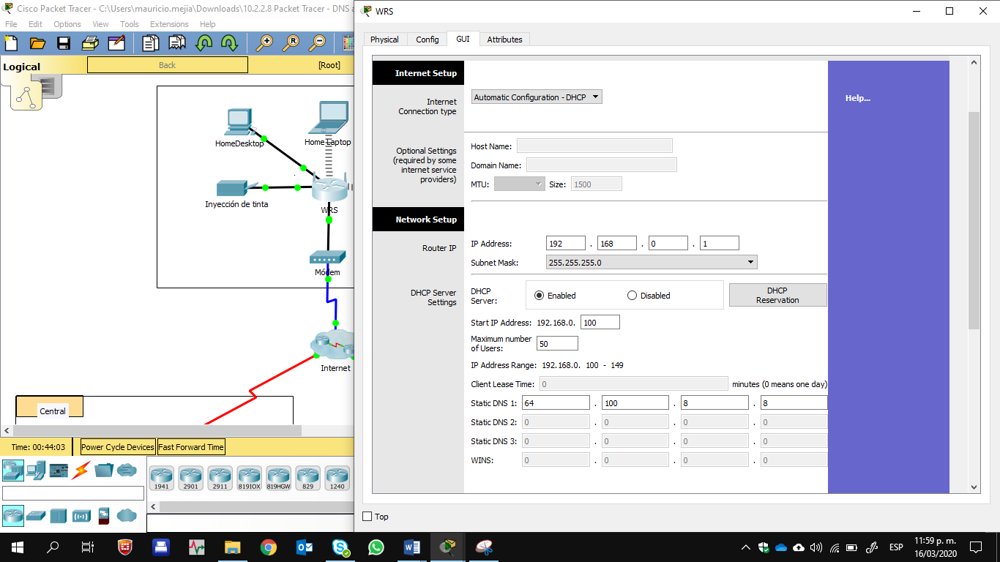 Cisco Packet Tracer - C:\Users\mauricio.mejia\Downloads\10.2.2.8 Packet Tracer - DNS a
File Edit Options View Tools Extensions Help
Logical
Back
[Root]
HomeDesktop
Home Laptop
Inyección de tinta
WRS
Módem
Internet
Central
Time: 00:44:03
Power Cycle Devices
Fast Forward Time
1941 2901 2911 819IOX 819HGW 829 1240
WRS
Physical Config GUI Attributes
Internet Setup
Internet
Connection type
Automatic Configuration - DHCP
Help...
Optional Settings
(required by some
internet service
providers)
Host Name:
Domain Name:
MTU: Size: 1500
Network Setup
Router IP
IP Address: 192 . 168 . 0 . 1
Subnet Mask: 255.255.255.0
DHCP Server
Settings
DHCP
Server:
Enabled
Disabled
DHCP
Reservation
Start IP Address: 192.168.0. 100
Maximum number
of Users:
50
IP Address Range: 192.168.0. 100 - 149
Client Lease Time: 0 minutes (0 means one day)
Static DNS 1: 64 . 100 . 8 . 8
Static DNS 2: 0 . 0 . 0 . 0
Static DNS 3: 0 . 0 . 0 . 0
WINS: 0 . 0 . 0 . 0
Top
ESP
11:59 p. m.
16/03/2020